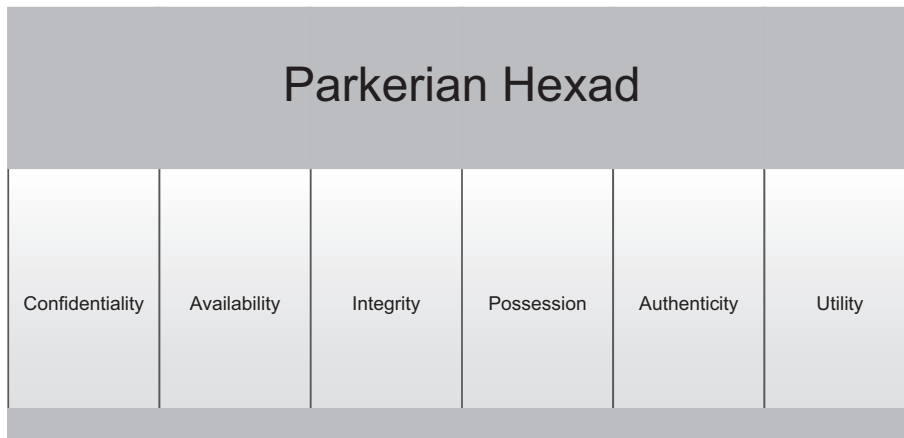 Parkerian Hexad
Confidentiality
Availability
Integrity
Possession
Authenticity
Utility